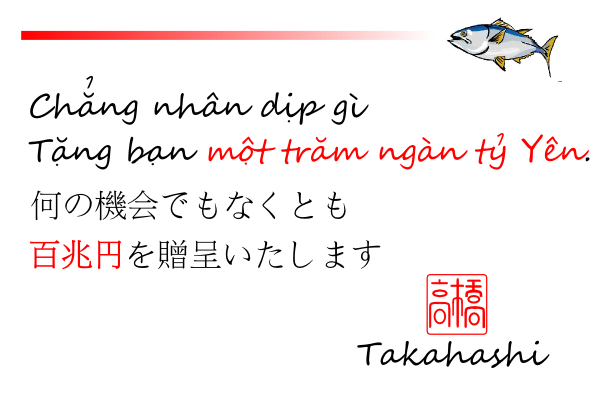 Chẳng nhân dịp gì
Tặng bạn một trăm ngàn tỷ Yên.
何の機会でもなくとも
百兆円を贈呈いたします
高橋
Takahashi